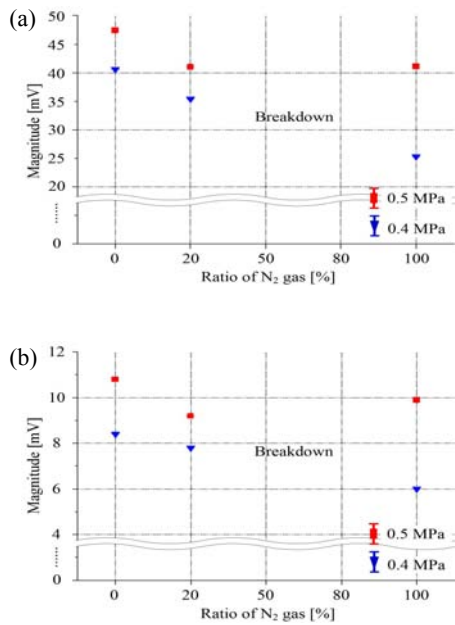 (a)
50
45
40
35
30
25
20
0
Magnitude [mV]
Breakdown
0.5 MPa
0.4 MPa
0 20 50 60 80 100
Ratio of N₂ gas [%]
(b)
12
10
8
6
4
0
Magnitude [mV]
Breakdown
0.5 MPa
0.4 MPa
0 20 50 60 80 100
Ratio of N₂ gas [%]